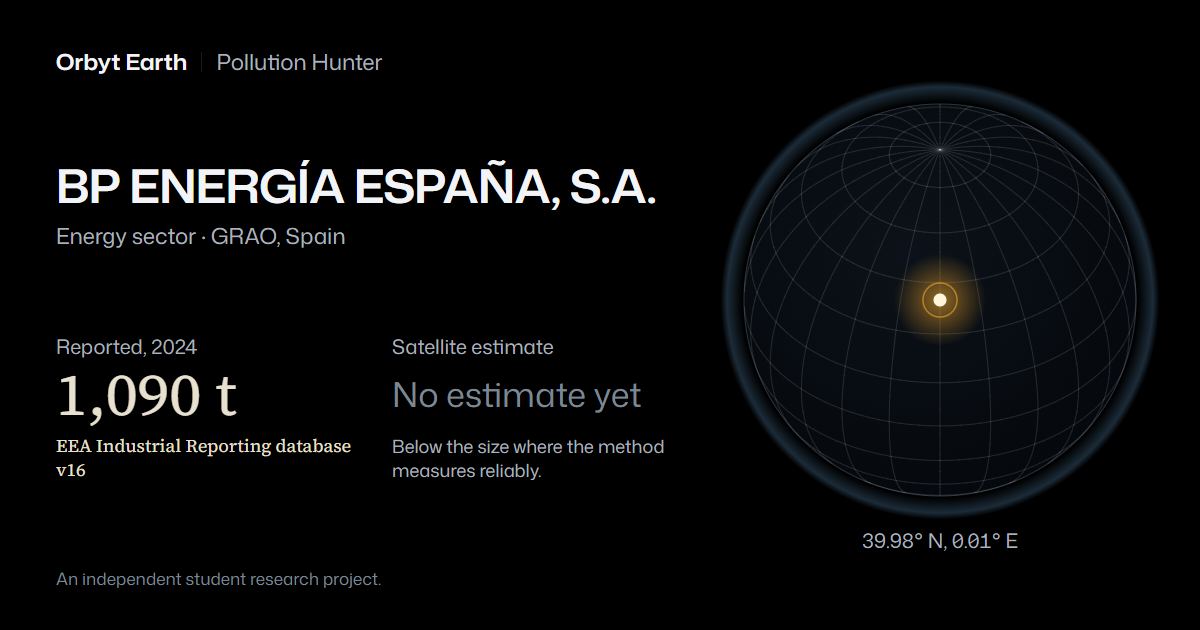 Orbyt Earth | Pollution Hunter
BP ENERGÍA ESPAÑA, S.A.
Energy sector · GRAO, Spain
Reported, 2024
1,090 t
EEA Industrial Reporting database
v16
Satellite estimate
No estimate yet
Below the size where the method
measures reliably.
39.98° N, 0.01° E
An independent student research project.